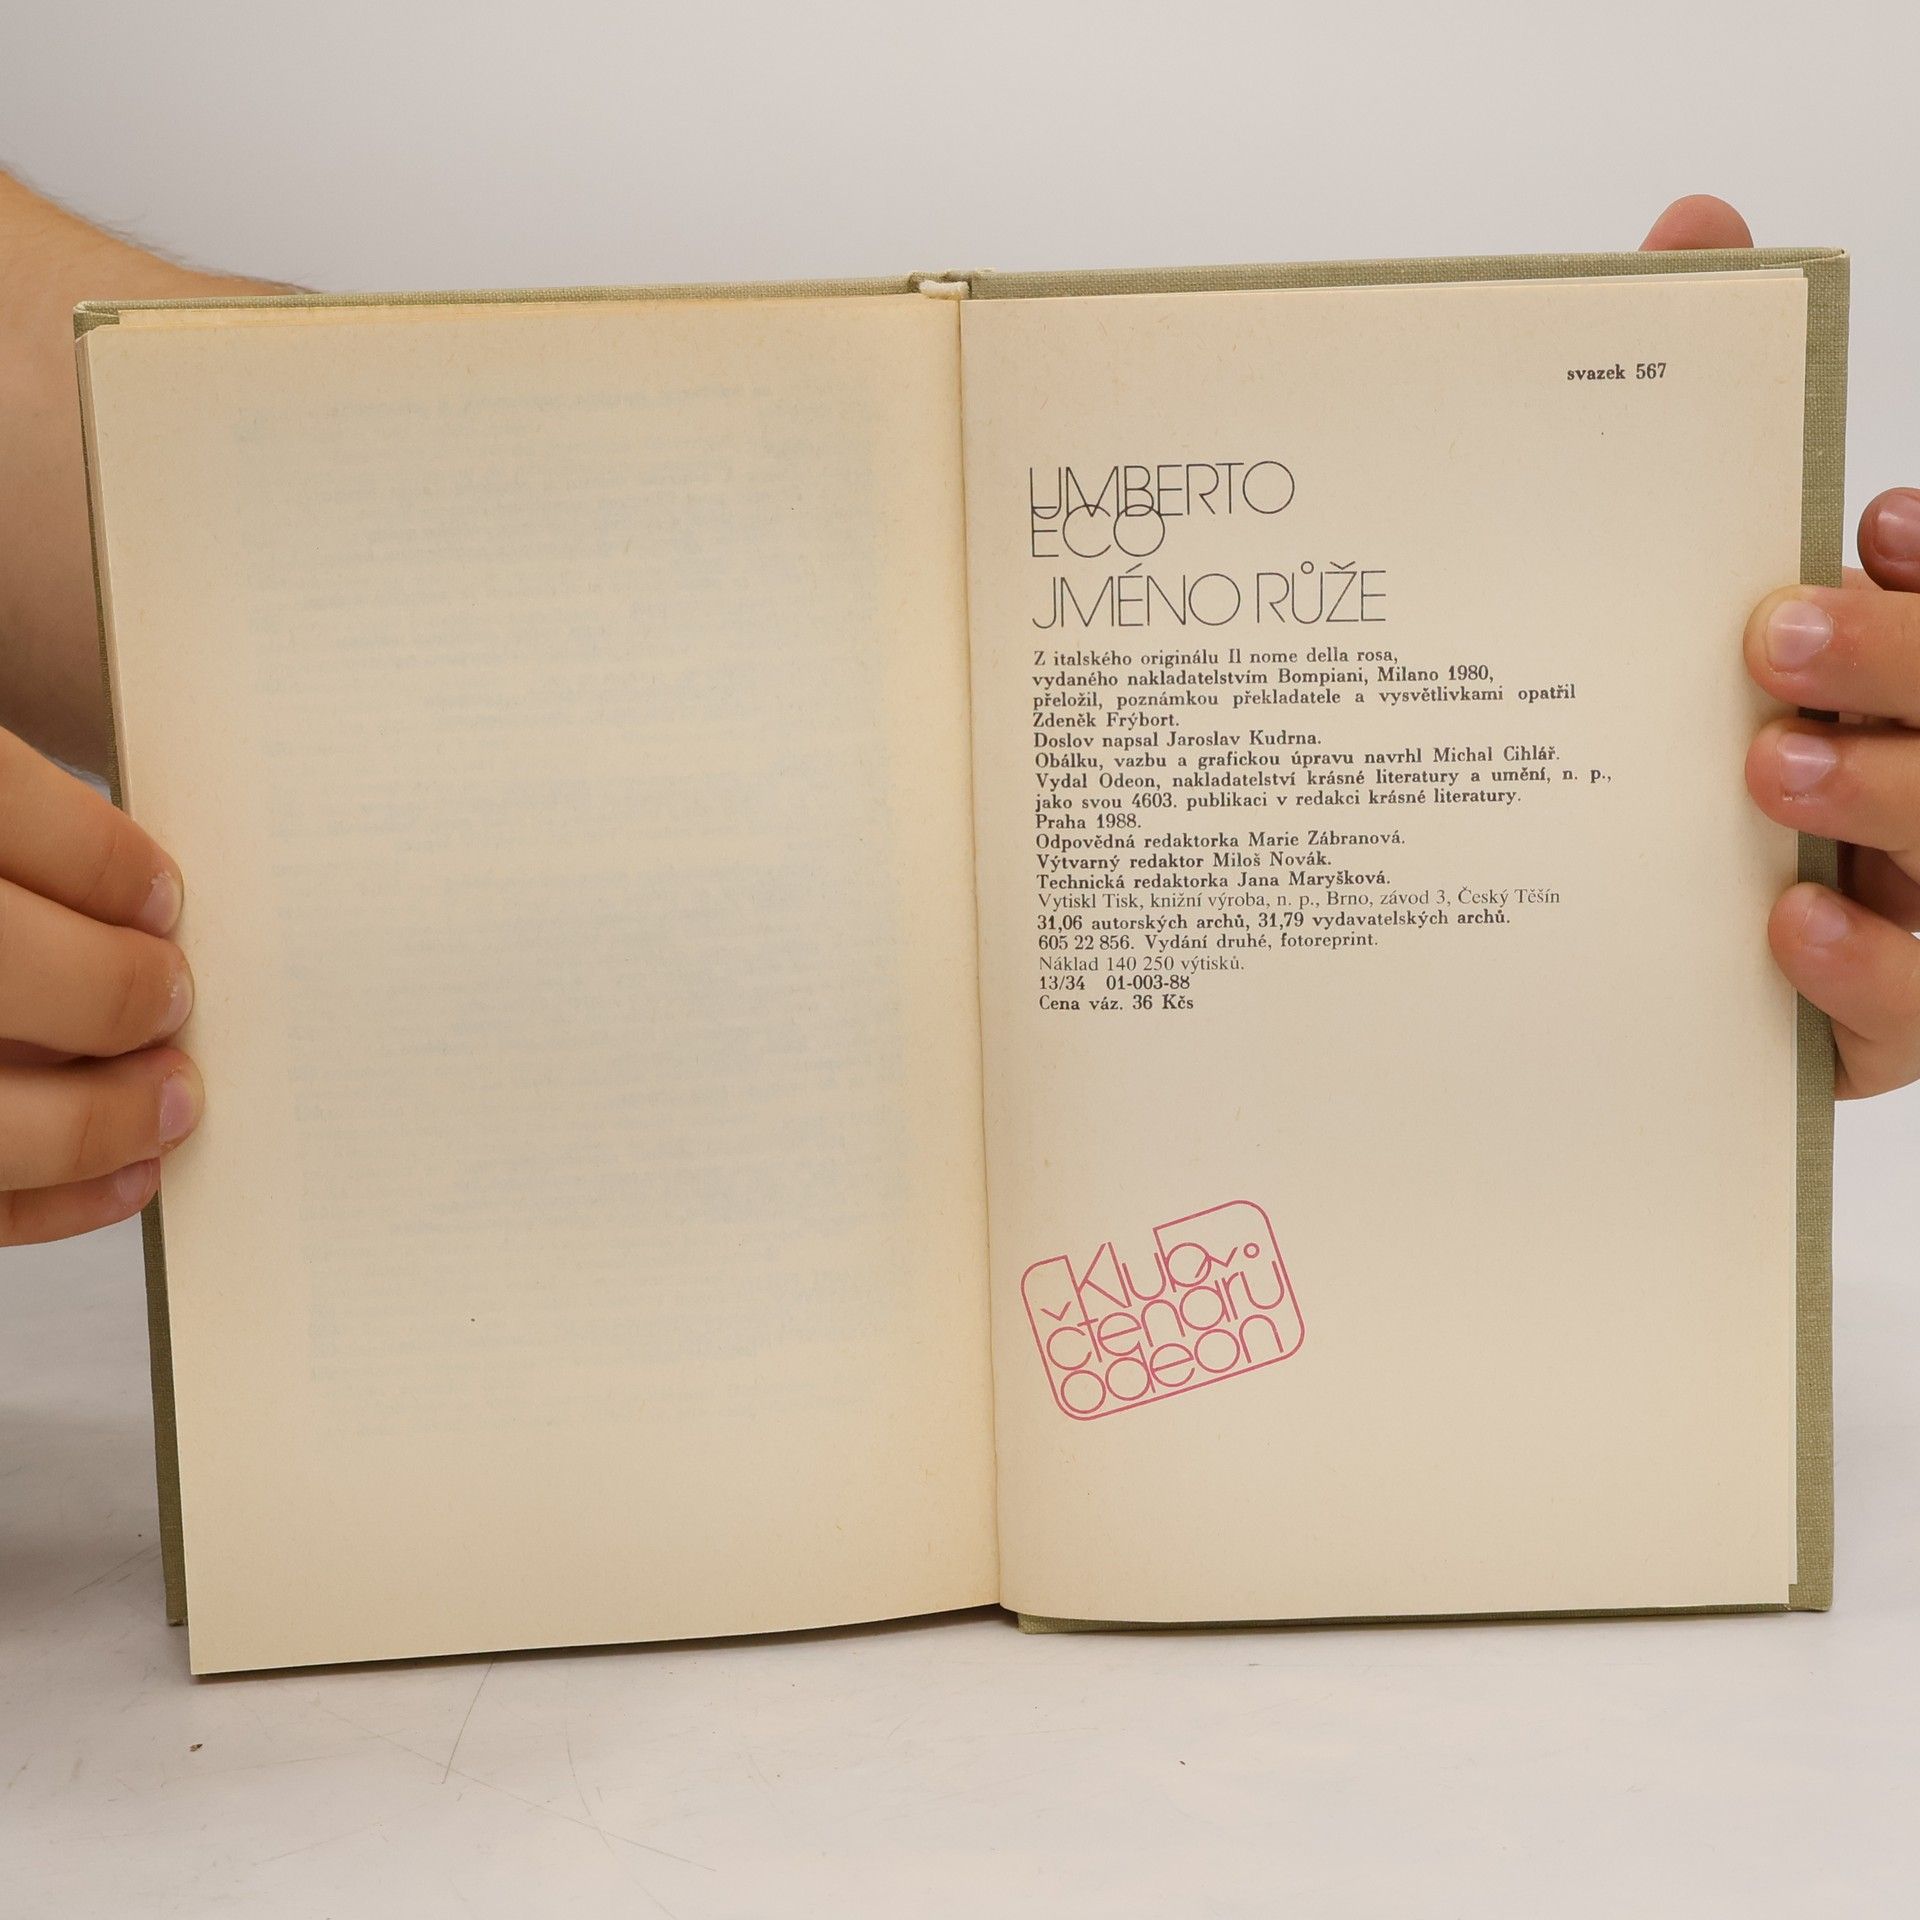 svazek 567
UMBERTO
ECO
JMÉNO RŮŽE
Z italského originálu Il nome della rosa,
vydaného nakladatelstvím Bompiani, Milano 1980,
přeložil, poznámkou překladatele a vysvětlivkami opatřil
Zdeněk Frýbort.
Doslov napsal Jaroslav Kudrna.
Obálku, vazbu a grafickou úpravu navrhl Michal Cihlář.
Vydal Odeon, nakladatelství krásné literatury a umění, n. p.,
jako svou 4603. publikaci v redakci krásné literatury.
Praha 1988.
Odpovědná redaktorka Marie Zábranová.
Výtvarný redaktor Miloš Novák.
Technická redaktorka Jana Maryšková.
Vytiskl Tisk, knižní výroba, n. p., Brno, závod 3, Český Těšín
31,06 autorských archů, 31,79 vydavatelských archů.
605 22 856. Vydání druhé, fotoreprint.
Náklad 140 250 výtisků.
13/34 01-003-88
Cena váz. 36 Kčs
Klub
čtenářů
odeon